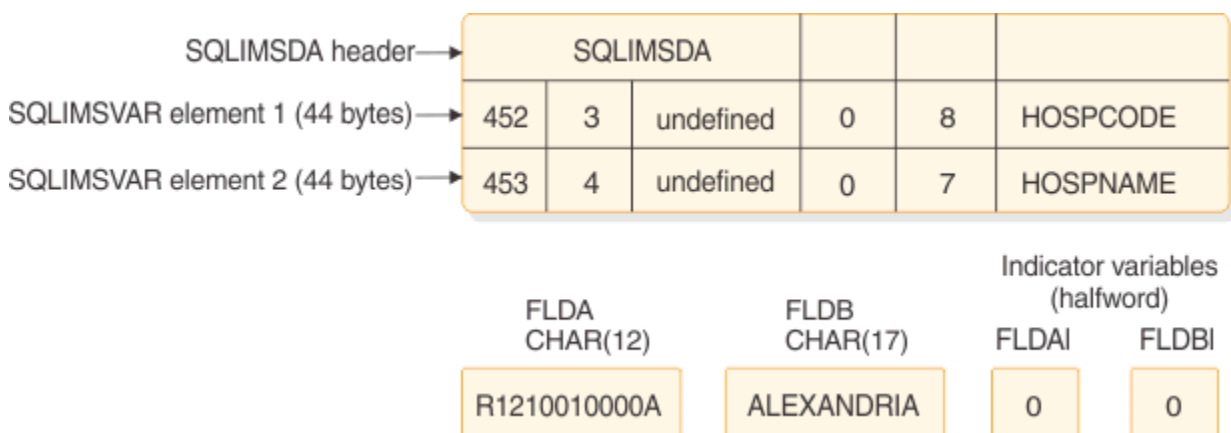 SQLIMSDA header SQLIMSDA
SQLIMSVAR element 1 (44 bytes) 452 3 undefined 0 8 HOSPCODE
SQLIMSVAR element 2 (44 bytes) 453 4 undefined 0 7 HOSPNAME
Indicator variables
(halfword)
FLDA FLDB
CHAR(12) CHAR(17) FLDAI FLDBI
R1210010000A ALEXANDRIA 0 0